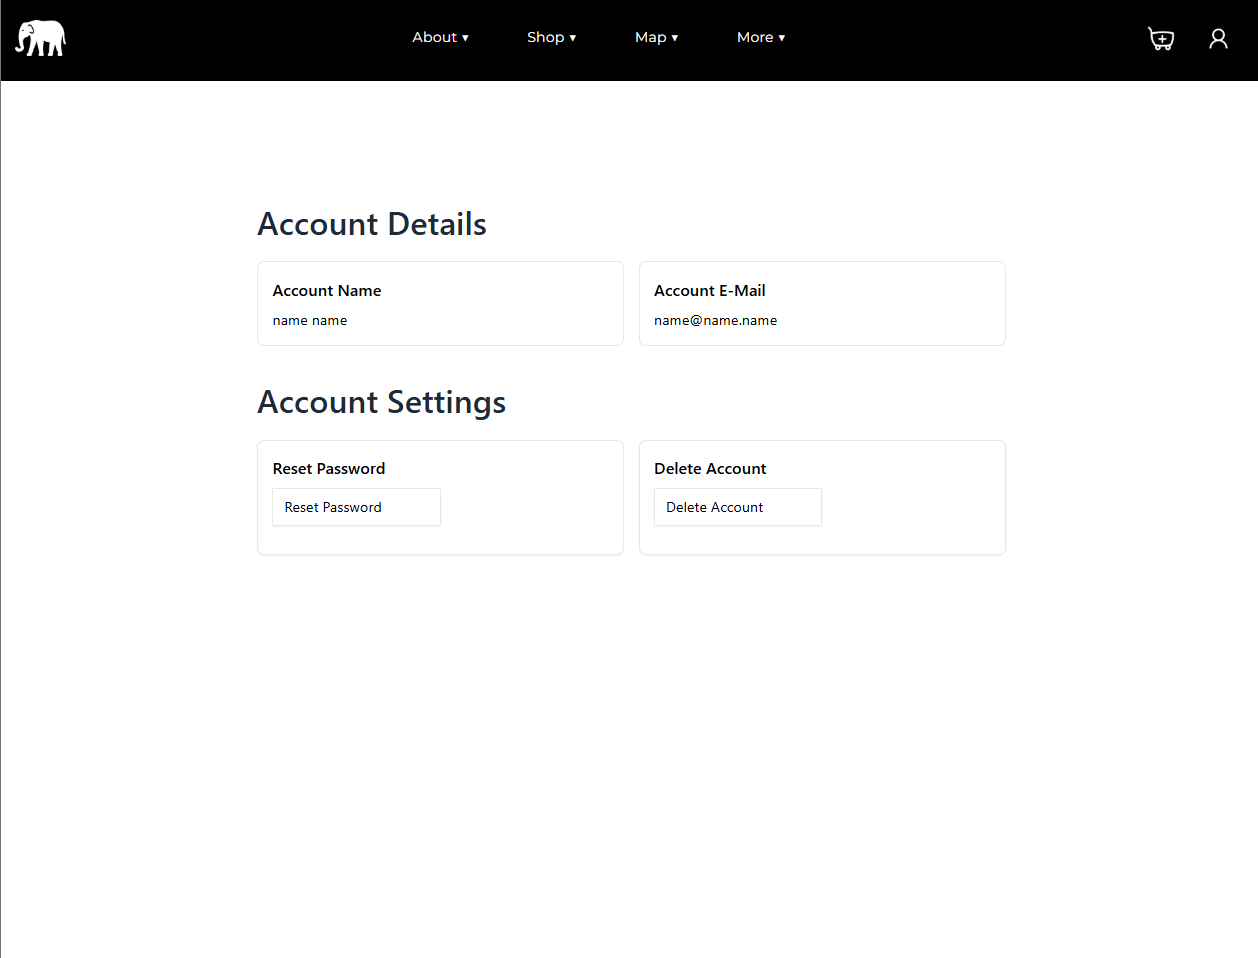 About ▾ Shop ▾ Map ▾ More ▾
Account Details
Account Name
name name
Account E-Mail
name@name.name
Account Settings
Reset Password
Reset Password
Delete Account
Delete Account